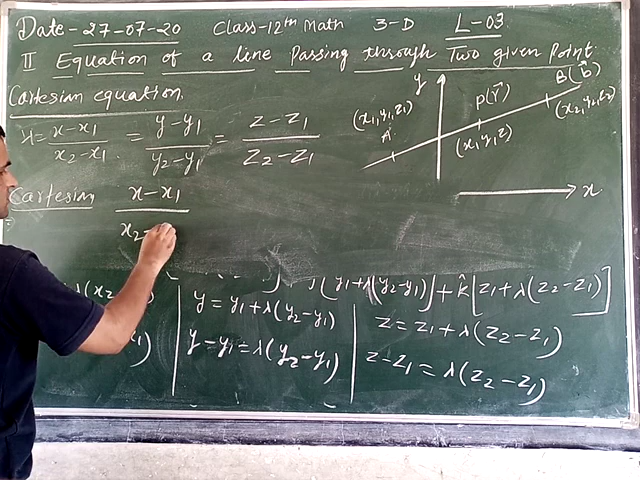 Date - 27-07-20 Class-12th Math 3-D L-03
II Equation of a line Passing through Two given Point.
Cartesian equation
λ = x-x₁/x₂-x₁ = y-y₁/y₂-y₁ = z-z₁/z₂-z₁
y
B(b⃗)
(x₂,y₂,z₂)
P(r⃗)
(x₁,y₁,z₁)
A
(x,y,z)
x
Cartesian x-x₁/x₂-
λ(x₂ y₁+λ(y₂-y₁)]+k̂[z₁+λ(z₂-z₁)]
y = y₁+λ(y₂-y₁)
z = z₁+λ(z₂-z₁)
y-y₁=λ(y₂-y₁)
z-z₁=λ(z₂-z₁)